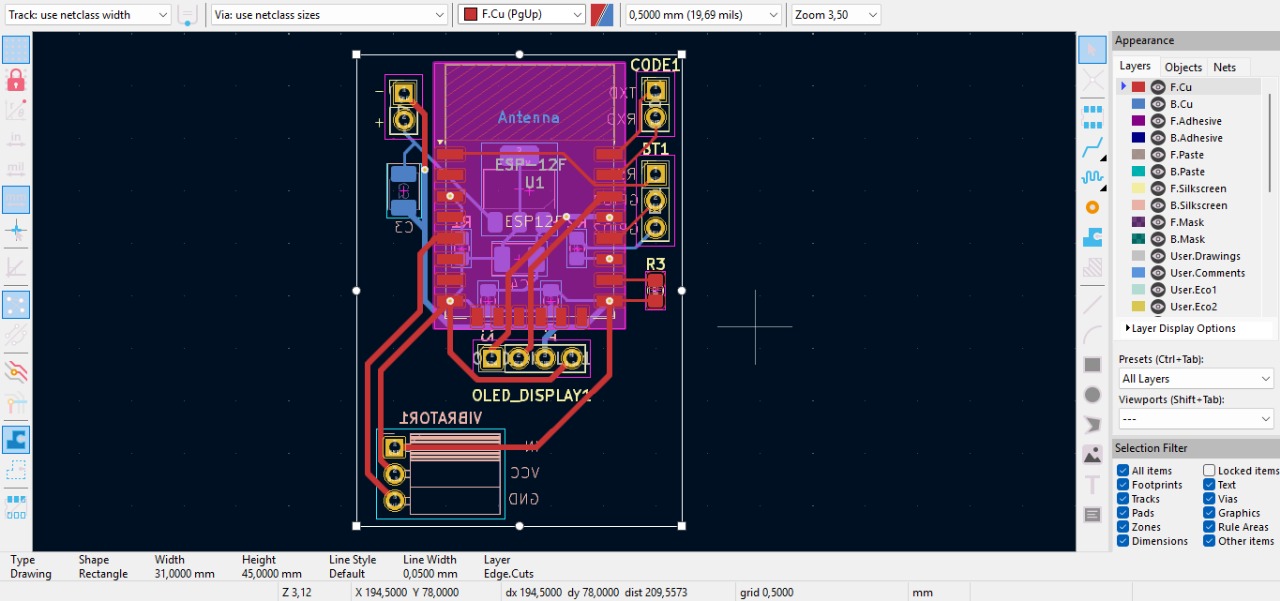 Track: use netclass width
Via: use netclass sizes
F.Cu (PgUp)
0,5000 mm (19,69 mils)
Zoom 3,50
in
mil
CODE1
TXD
RXD
BT1
Antenna
ESP-12F
U1
C3
R3
OLED_DISPLAY1
VIBRATOR1
IN
VCC
GND
Appearance
Layers Objects Nets
F.Cu
B.Cu
F.Adhesive
B.Adhesive
F.Paste
B.Paste
F.Silkscreen
B.Silkscreen
F.Mask
B.Mask
User.Drawings
User.Comments
User.Eco1
User.Eco2
Layer Display Options
Presets (Ctrl+Tab):
All Layers
Viewports (Shift+Tab):
---
Selection Filter
All items Locked items
Footprints Text
Tracks Vias
Pads Graphics
Zones Rule Areas
Dimensions Other items
Type Shape Width Height Line Style Line Width Layer
Drawing Rectangle 31,0000 mm 45,0000 mm Default 0,0500 mm Edge.Cuts
Z 3,12 X 194,5000 Y 78,0000 dx 194,5000 dy 78,0000 dist 209,5573 grid 0,5000 mm